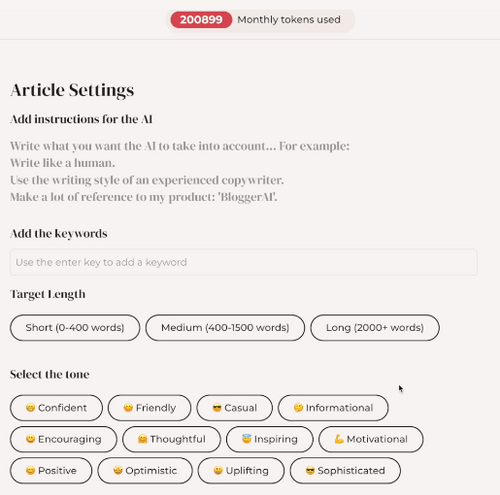 200899 Monthly tokens used
Article Settings
Add instructions for the AI
Write what you want the AI to take into account... For example:
Write like a human.
Use the writing style of an experienced copywriter.
Make a lot of reference to my product: 'BloggerAI'.
Add the keywords
Use the enter key to add a keyword
Target Length
Short (0-400 words) Medium (400-1500 words) Long (2000+ words)
Select the tone
Confident Friendly Casual Informational
Encouraging Thoughtful Inspiring Motivational
Positive Optimistic Uplifting Sophisticated